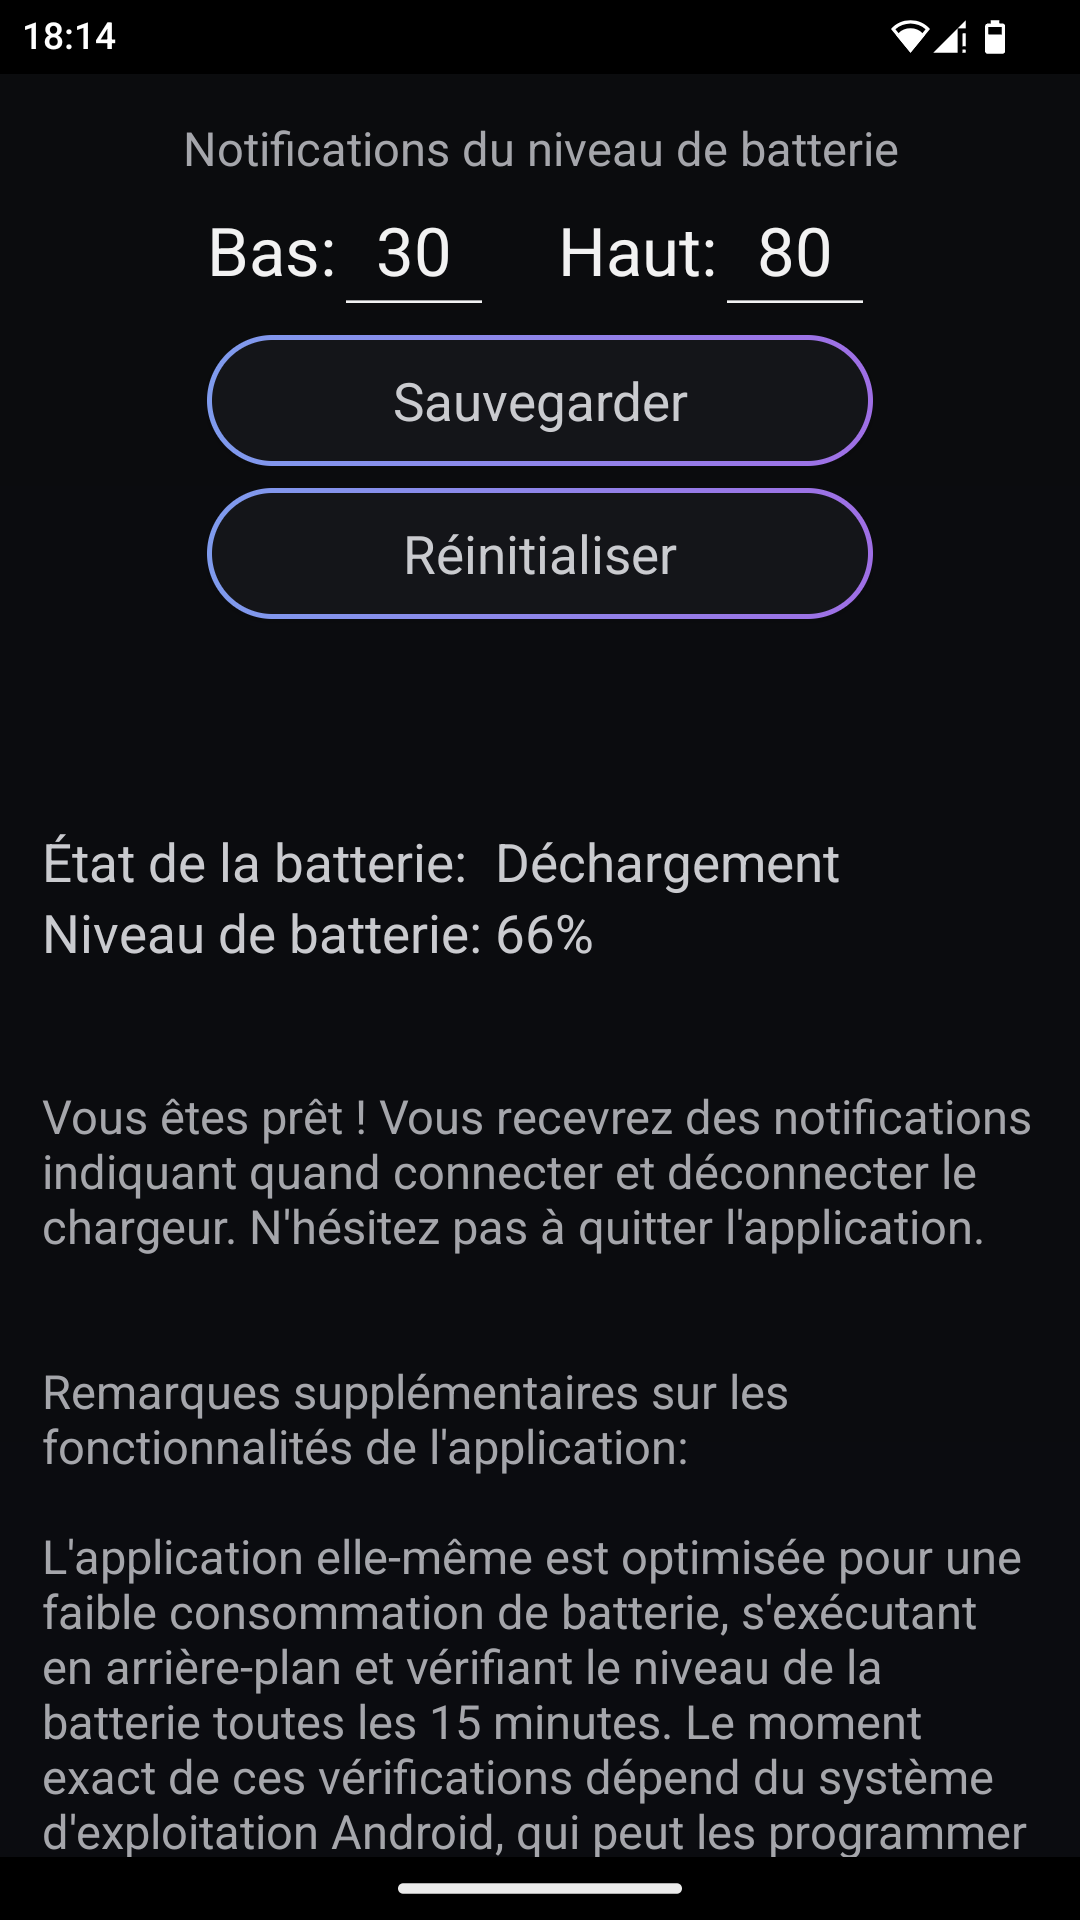 18:14
Notifications du niveau de batterie
Bas: 30 Haut: 80
Sauvegarder
Réinitialiser
État de la batterie: Déchargement
Niveau de batterie: 66%
Vous êtes prêt ! Vous recevrez des notifications
indiquant quand connecter et déconnecter le
chargeur. N'hésitez pas à quitter l'application.
Remarques supplémentaires sur les
fonctionnalités de l'application:
L'application elle-même est optimisée pour une
faible consommation de batterie, s'exécutant
en arrière-plan et vérifiant le niveau de la
batterie toutes les 15 minutes. Le moment
exact de ces vérifications dépend du système
d'exploitation Android, qui peut les programmer